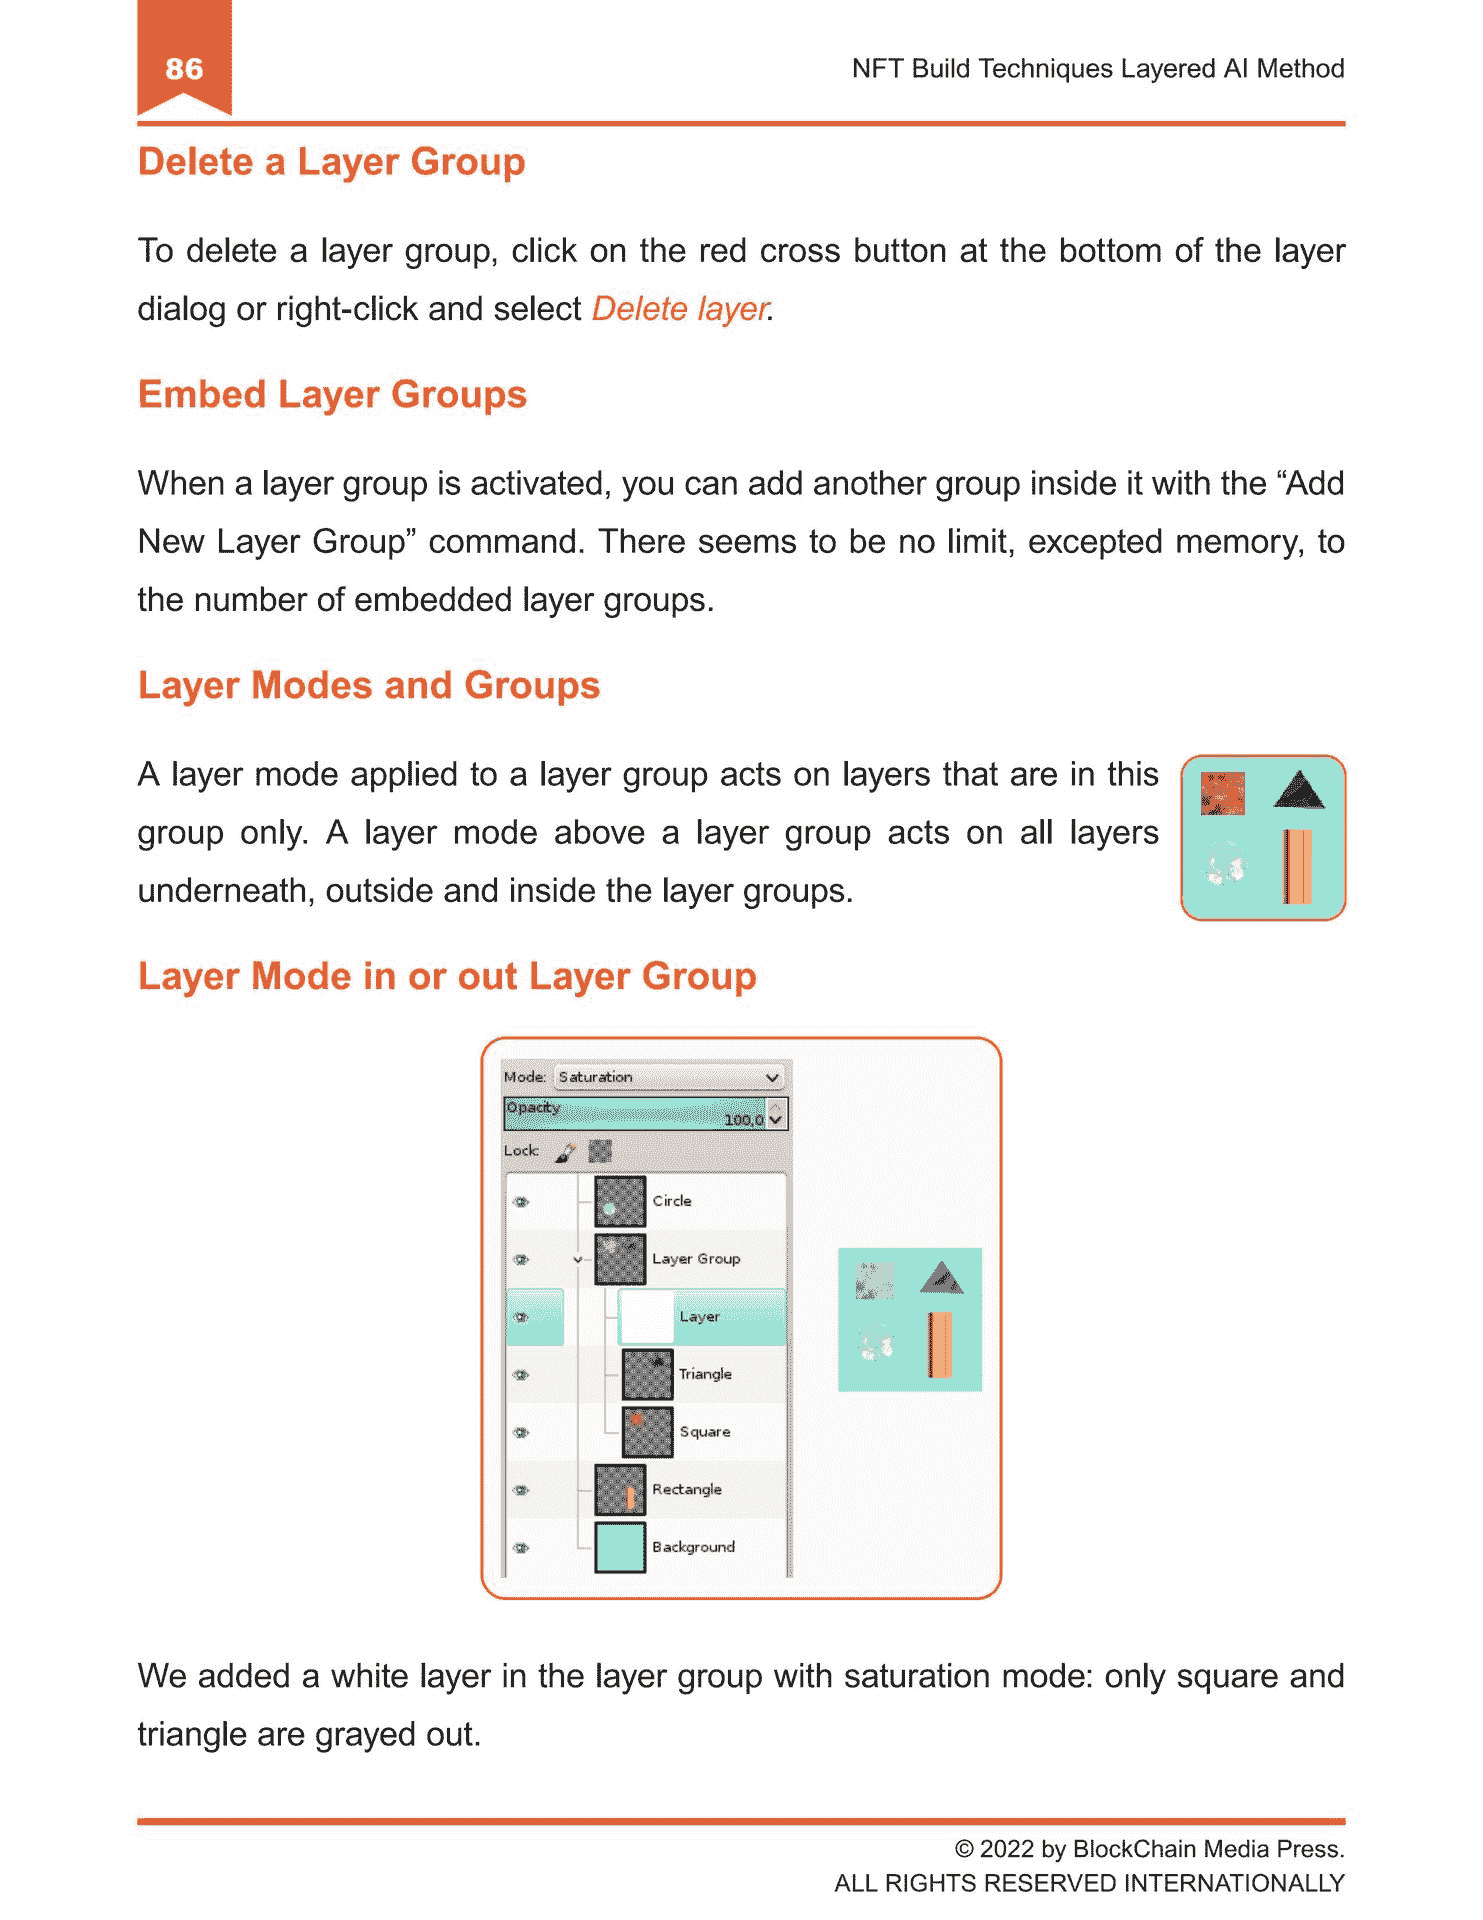 86
NFT Build Techniques Layered AI Method
Delete a Layer Group
To delete a layer group, click on the red cross button at the bottom of the layer
dialog or right-click and select Delete layer.
Embed Layer Groups
When a layer group is activated, you can add another group inside it with the “Add
New Layer Group” command. There seems to be no limit, excepted memory, to
the number of embedded layer groups.
Layer Modes and Groups
A layer mode applied to a layer group acts on layers that are in this
group only. A layer mode above a layer group acts on all layers
underneath, outside and inside the layer groups.
Layer Mode in or out Layer Group
Mode: Saturation
Opacity
100,0
Lock:
Circle
Layer Group
Layer
Triangle
Square
Rectangle
Background
We added a white layer in the layer group with saturation mode: only square and
triangle are grayed out.
© 2022 by BlockChain Media Press.
ALL RIGHTS RESERVED INTERNATIONALLY